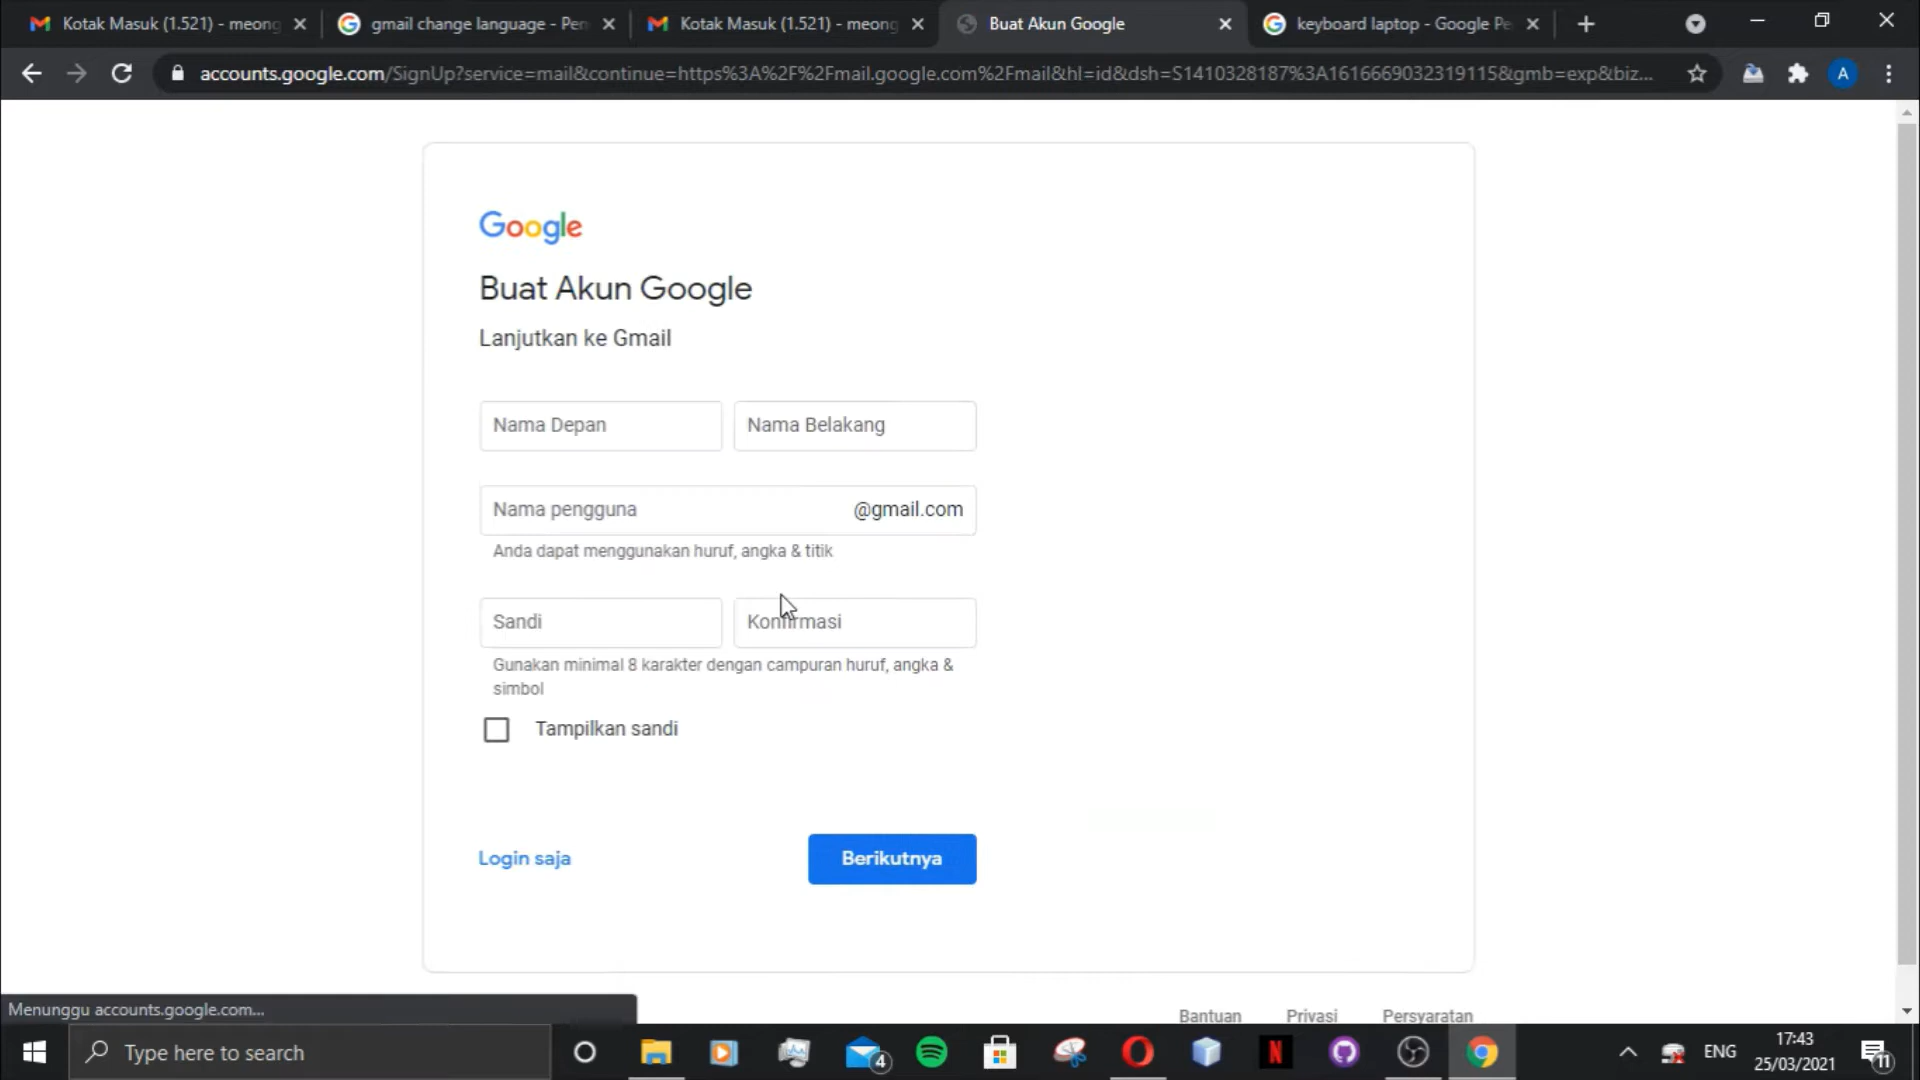 Kotak Masuk (1.521) - meong
gmail change language - Pen
Kotak Masuk (1.521) - meong
Buat Akun Google
keyboard laptop - Google Pe
accounts.google.com/SignUp?service=mail&continue=https%3A%2F%2Fmail.google.com%2Fmail&hl=id&dsh=S1410328187%3A1616669032319115&gmb=exp&biz...
A
Google
Buat Akun Google
Lanjutkan ke Gmail
Nama Depan
Nama Belakang
Nama pengguna
@gmail.com
Anda dapat menggunakan huruf, angka & titik
Sandi
Konfirmasi
Gunakan minimal 8 karakter dengan campuran huruf, angka &
simbol
Tampilkan sandi
Login saja
Berikutnya
Menunggu accounts.google.com...
Bantuan
Privasi
Persyaratan
Type here to search
4
N
ENG
17:43
25/03/2021
11